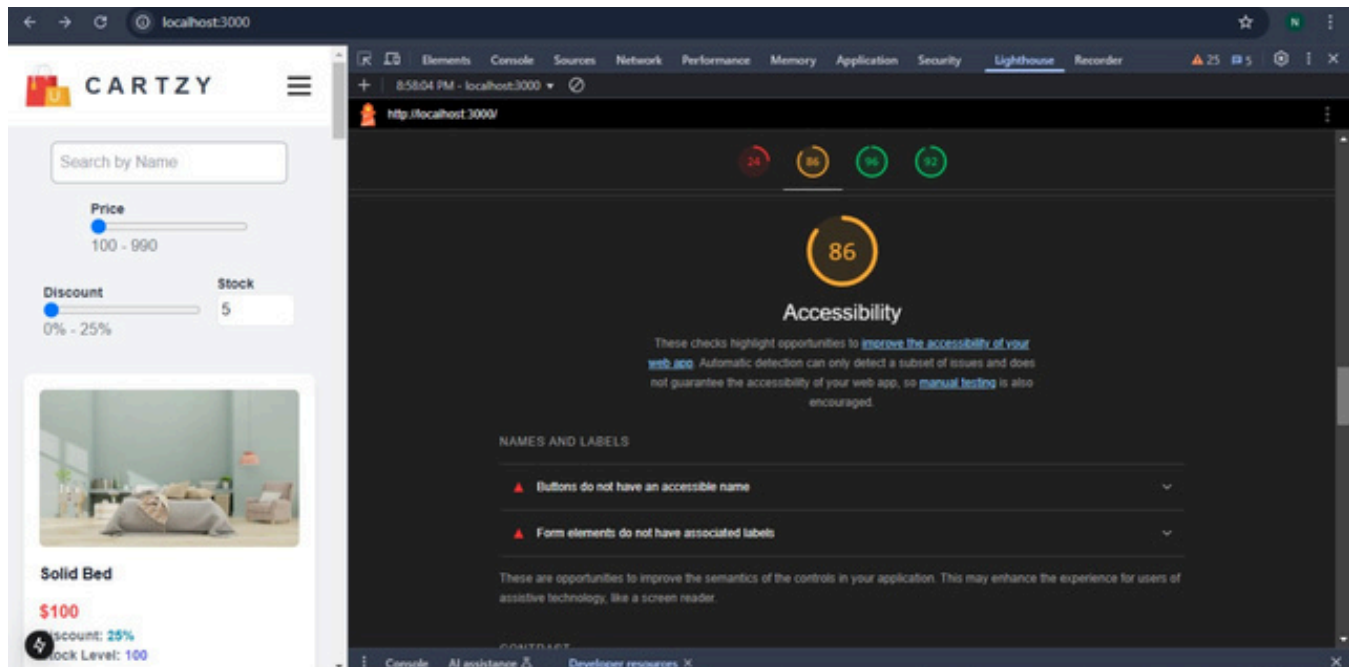 localhost:3000
N
Elements Console Sources Network Performance Memory Application Security Lighthouse Recorder 25 5
8:58:04 PM - localhost:3000
http://localhost:3000/
CARTZY
Search by Name
Price
100 - 990
Discount
0% - 25%
Stock
5
Solid Bed
$100
Discount: 25%
Stock Level: 100
24 86 96 92
86
Accessibility
These checks highlight opportunities to improve the accessibility of your
web app. Automatic detection can only detect a subset of issues and does
not guarantee the accessibility of your web app, so manual testing is also
encouraged.
NAMES AND LABELS
Buttons do not have an accessible name
Form elements do not have associated labels
These are opportunities to improve the semantics of the controls in your application. This may enhance the experience for users of
assistive technology, like a screen reader.
CONTRAST
Console AI assistance Developer resources